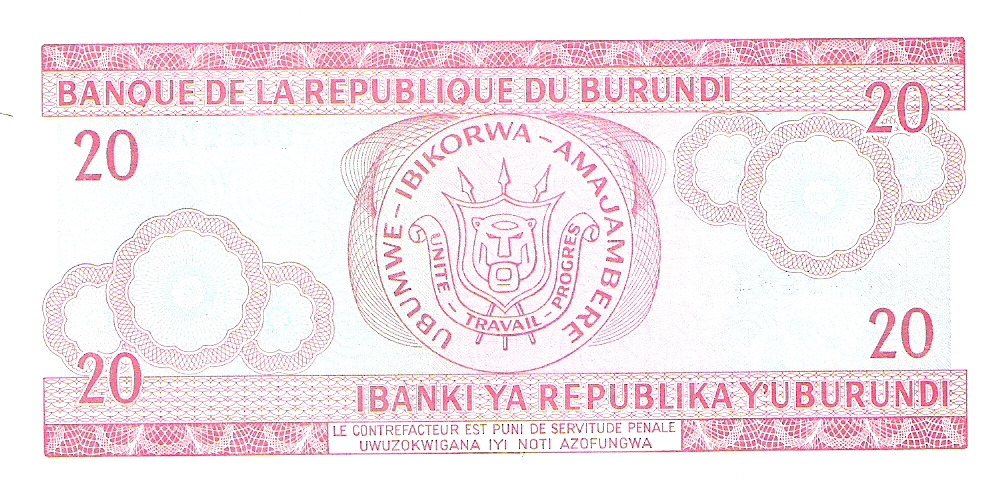 BANQUE DE LA REPUBLIQUE DU BURUNDI
20
20
UBUMWE - IBIKORWA - AMAJAMBERE
UNITE - TRAVAIL - PROGRES
20
20
IBANKI YA REPUBLIKA Y'UBURUNDI
LE CONTREFACTEUR EST PUNI DE SERVITUDE PENALE
UWUZOKWIGANA IYI NOTI AZOFUNGWA